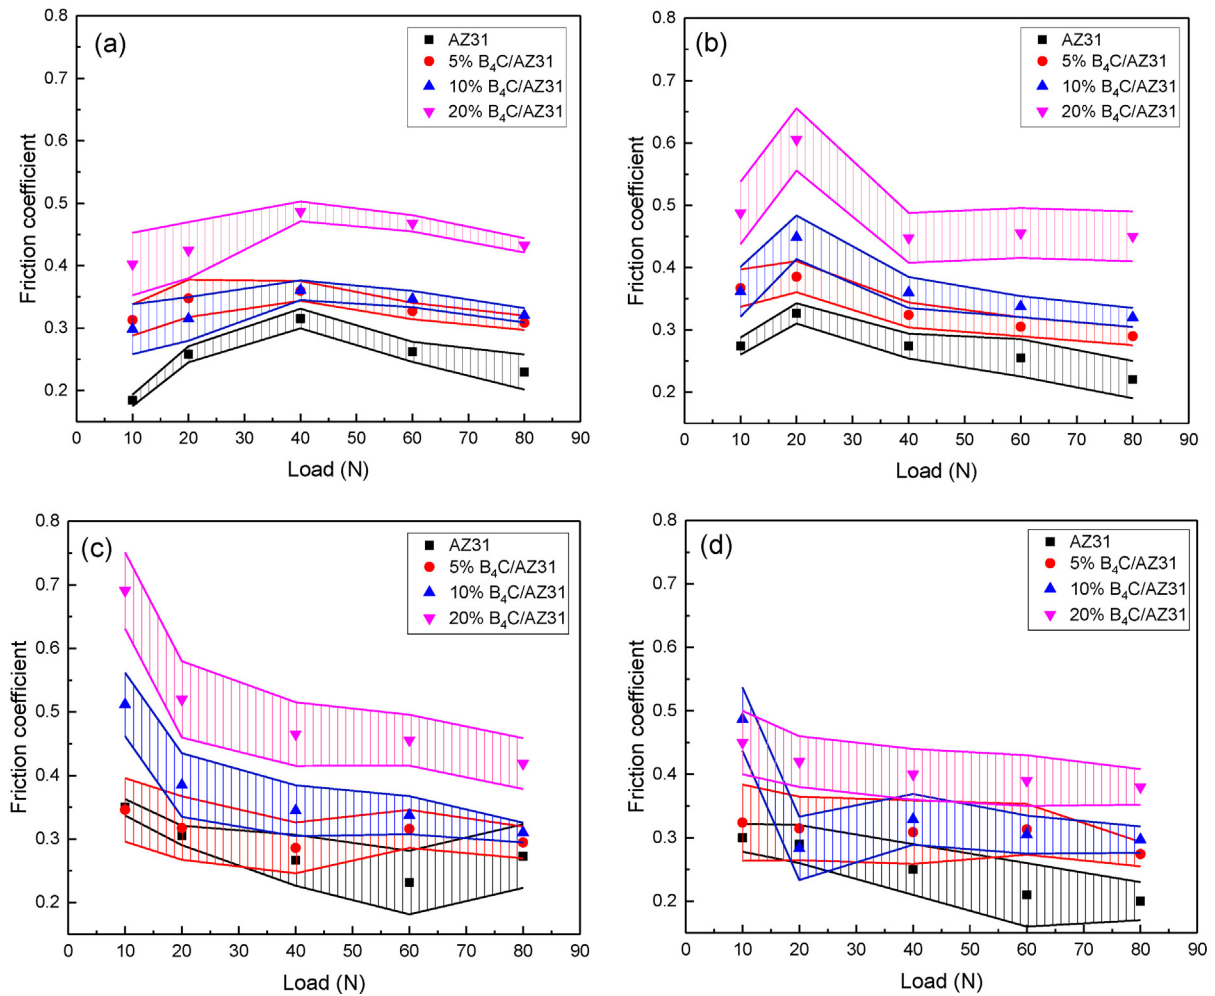 (a)
AZ31
5% B₄C/AZ31
10% B₄C/AZ31
20% B₄C/AZ31
Friction coefficient
0.8
0.7
0.6
0.5
0.4
0.3
0.2
0 10 20 30 40 50 60 70 80 90
Load (N)
(b)
AZ31
5% B₄C/AZ31
10% B₄C/AZ31
20% B₄C/AZ31
Friction coefficient
0.8
0.7
0.6
0.5
0.4
0.3
0.2
0 10 20 30 40 50 60 70 80 90
Load (N)
(c)
AZ31
5% B₄C/AZ31
10% B₄C/AZ31
20% B₄C/AZ31
Friction coefficient
0.8
0.7
0.6
0.5
0.4
0.3
0.2
0 10 20 30 40 50 60 70 80 90
Load (N)
(d)
AZ31
5% B₄C/AZ31
10% B₄C/AZ31
20% B₄C/AZ31
Friction coefficient
0.8
0.7
0.6
0.5
0.4
0.3
0.2
0 10 20 30 40 50 60 70 80 90
Load (N)